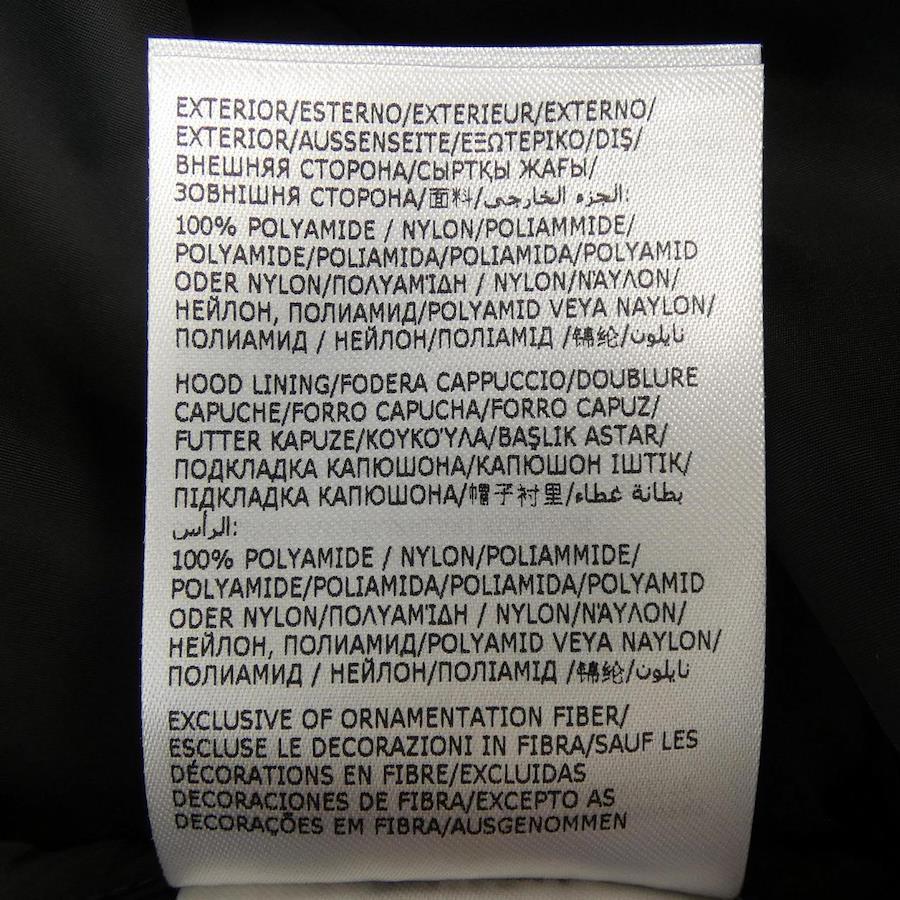 EXTERIOR/ESTERNO/EXTERIEUR/EXTERNO/
EXTERIOR/AUSSENSEITE/ΕΞΩΤΕΡΙΚΟ/DIŞ/
ВНЕШНЯЯ СТОРОНА/СЫРТҚЫ ЖАҒЫ/
ЗОВНІШНЯ СТОРОНА/面料/الجزء الخارجي:
100% POLYAMIDE / NYLON/POLIAMMIDE/
POLYAMIDE/POLIAMIDA/POLIAMIDA/POLYAMID
ODER NYLON/ΠΟΛΥΑΜΊΔΗ / NYLON/ΝΆΥΛΟΝ/
НЕЙЛОН, ПОЛИАМИД/POLYAMID VEYA NAYLON/
ПОЛИАМИД / НЕЙЛОН/ПОЛІАМІД /锦纶/نايلون
HOOD LINING/FODERA CAPPUCCIO/DOUBLURE
CAPUCHE/FORRO CAPUCHA/FORRO CAPUZ/
FUTTER KAPUZE/ΚΟΥΚΟΎΛΑ/BAŞLIK ASTAR/
ПОДКЛАДКА КАПЮШОНА/КАПЮШОН ІШТІК/
ПІДКЛАДКА КАПЮШОНА/帽子衬里/بطانة غطاء
الرأس:
100% POLYAMIDE / NYLON/POLIAMMIDE/
POLYAMIDE/POLIAMIDA/POLIAMIDA/POLYAMID
ODER NYLON/ΠΟΛΥΑΜΊΔΗ / NYLON/ΝΆΥΛΟΝ/
НЕЙЛОН, ПОЛИАМИД/POLYAMID VEYA NAYLON/
ПОЛИАМИД / НЕЙЛОН/ПОЛІАМІД /锦纶/نايلون
EXCLUSIVE OF ORNAMENTATION FIBER/
ESCLUSE LE DECORAZIONI IN FIBRA/SAUF LES
DÉCORATIONS EN FIBRE/EXCLUIDAS
DECORACIONES DE FIBRA/EXCEPTO AS
DECORAÇÕES EM FIBRA/AUSGENOMMEN